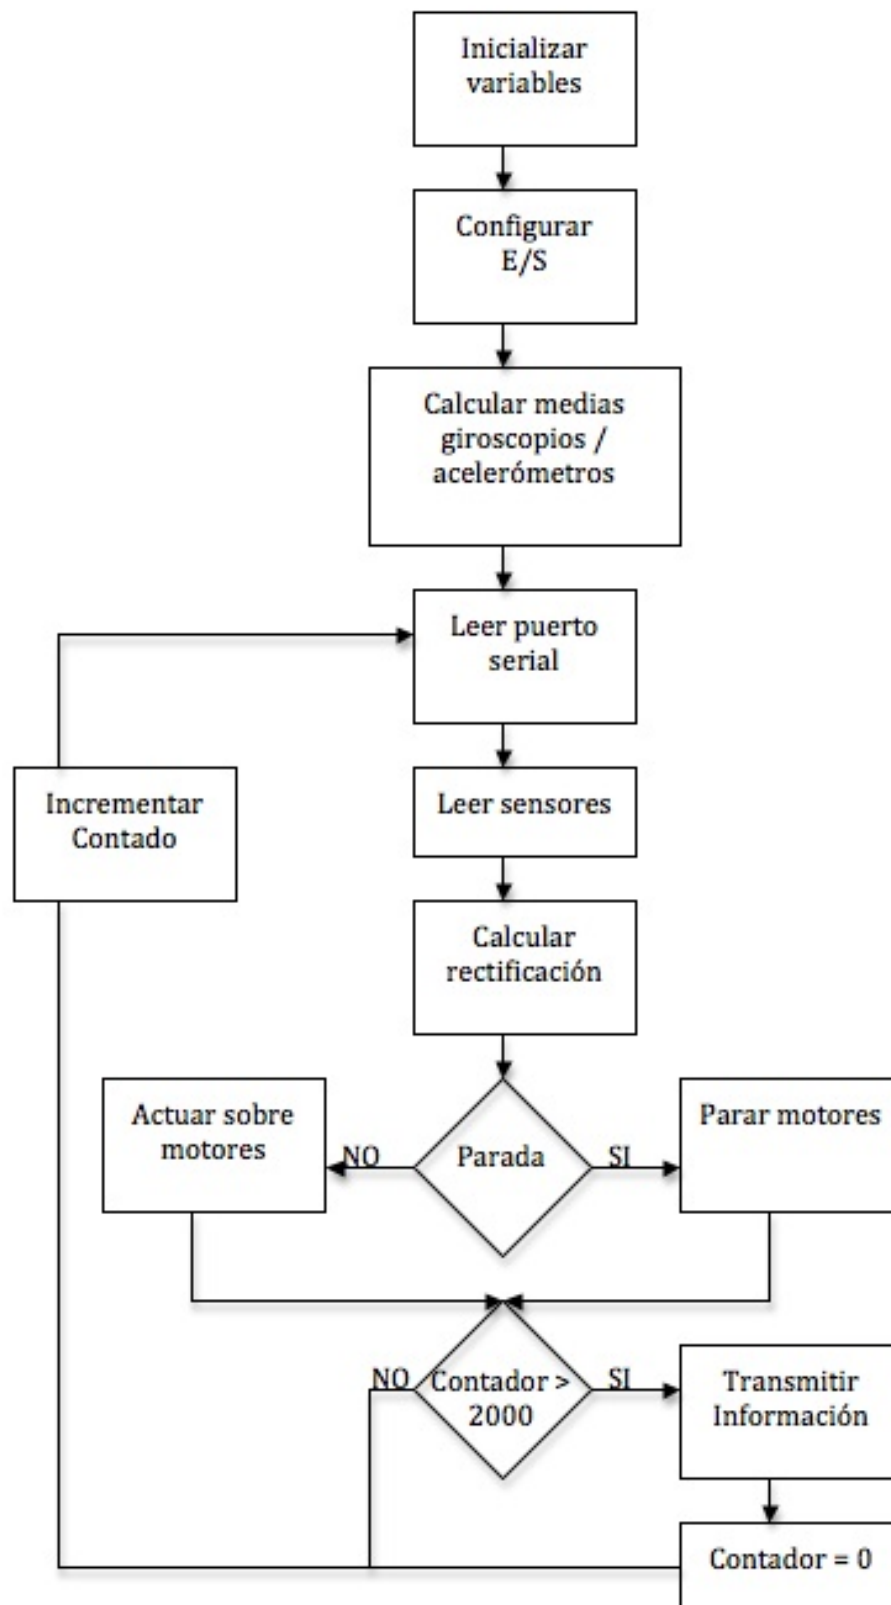 Inicializar
variables
Configurar
E/S
Calcular medias
giroscopios /
acelerómetros
Leer puerto
serial
Incrementar
Contado
Leer sensores
Calcular
rectificación
Actuar sobre
motores
NO
Parada
SI
Parar motores
NO
Contador >
2000
SI
Transmitir
Información
Contador = 0